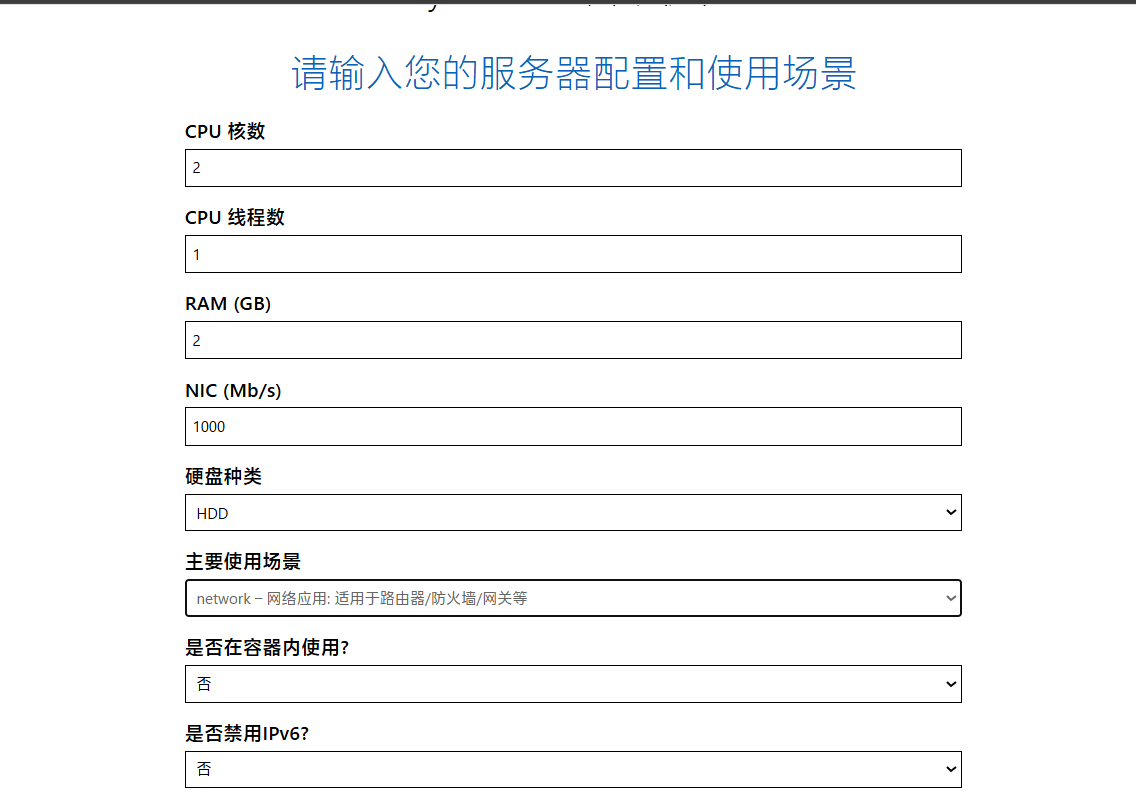 请输入您的服务器配置和使用场景
CPU 核数
2
CPU 线程数
1
RAM (GB)
2
NIC (Mb/s)
1000
硬盘种类
HDD
主要使用场景
network – 网络应用: 适用于路由器/防火墙/网关等
是否在容器内使用?
否
是否禁用IPv6?
否